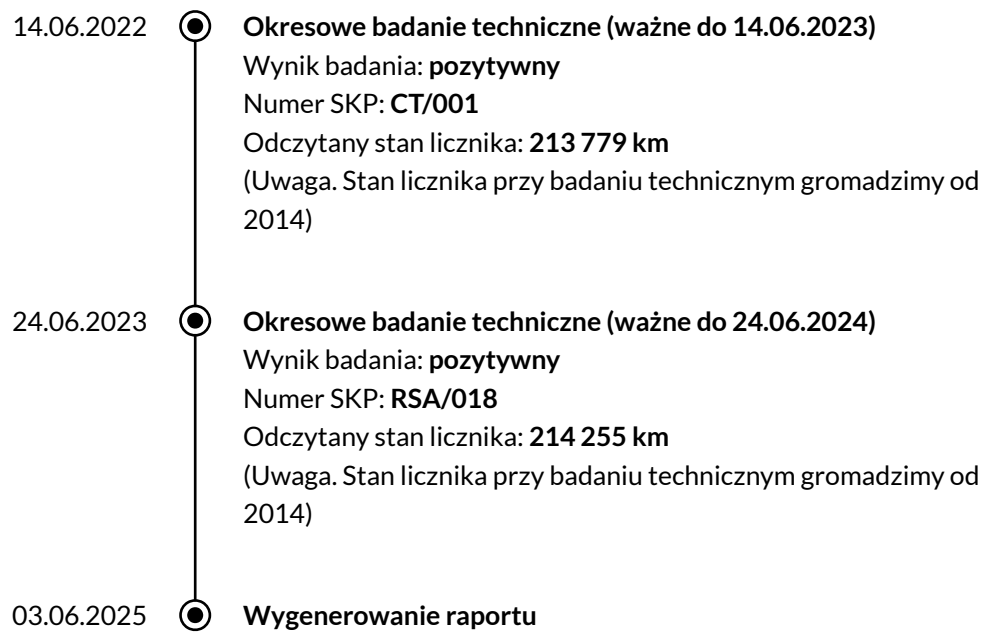 14.06.2022 Okresowe badanie techniczne (ważne do 14.06.2023)
Wynik badania: pozytywny
Numer SKP: CT/001
Odczytany stan licznika: 213 779 km
(Uwaga. Stan licznika przy badaniu technicznym gromadzimy od
2014)
24.06.2023 Okresowe badanie techniczne (ważne do 24.06.2024)
Wynik badania: pozytywny
Numer SKP: RSA/018
Odczytany stan licznika: 214 255 km
(Uwaga. Stan licznika przy badaniu technicznym gromadzimy od
2014)
03.06.2025 Wygenerowanie raportu